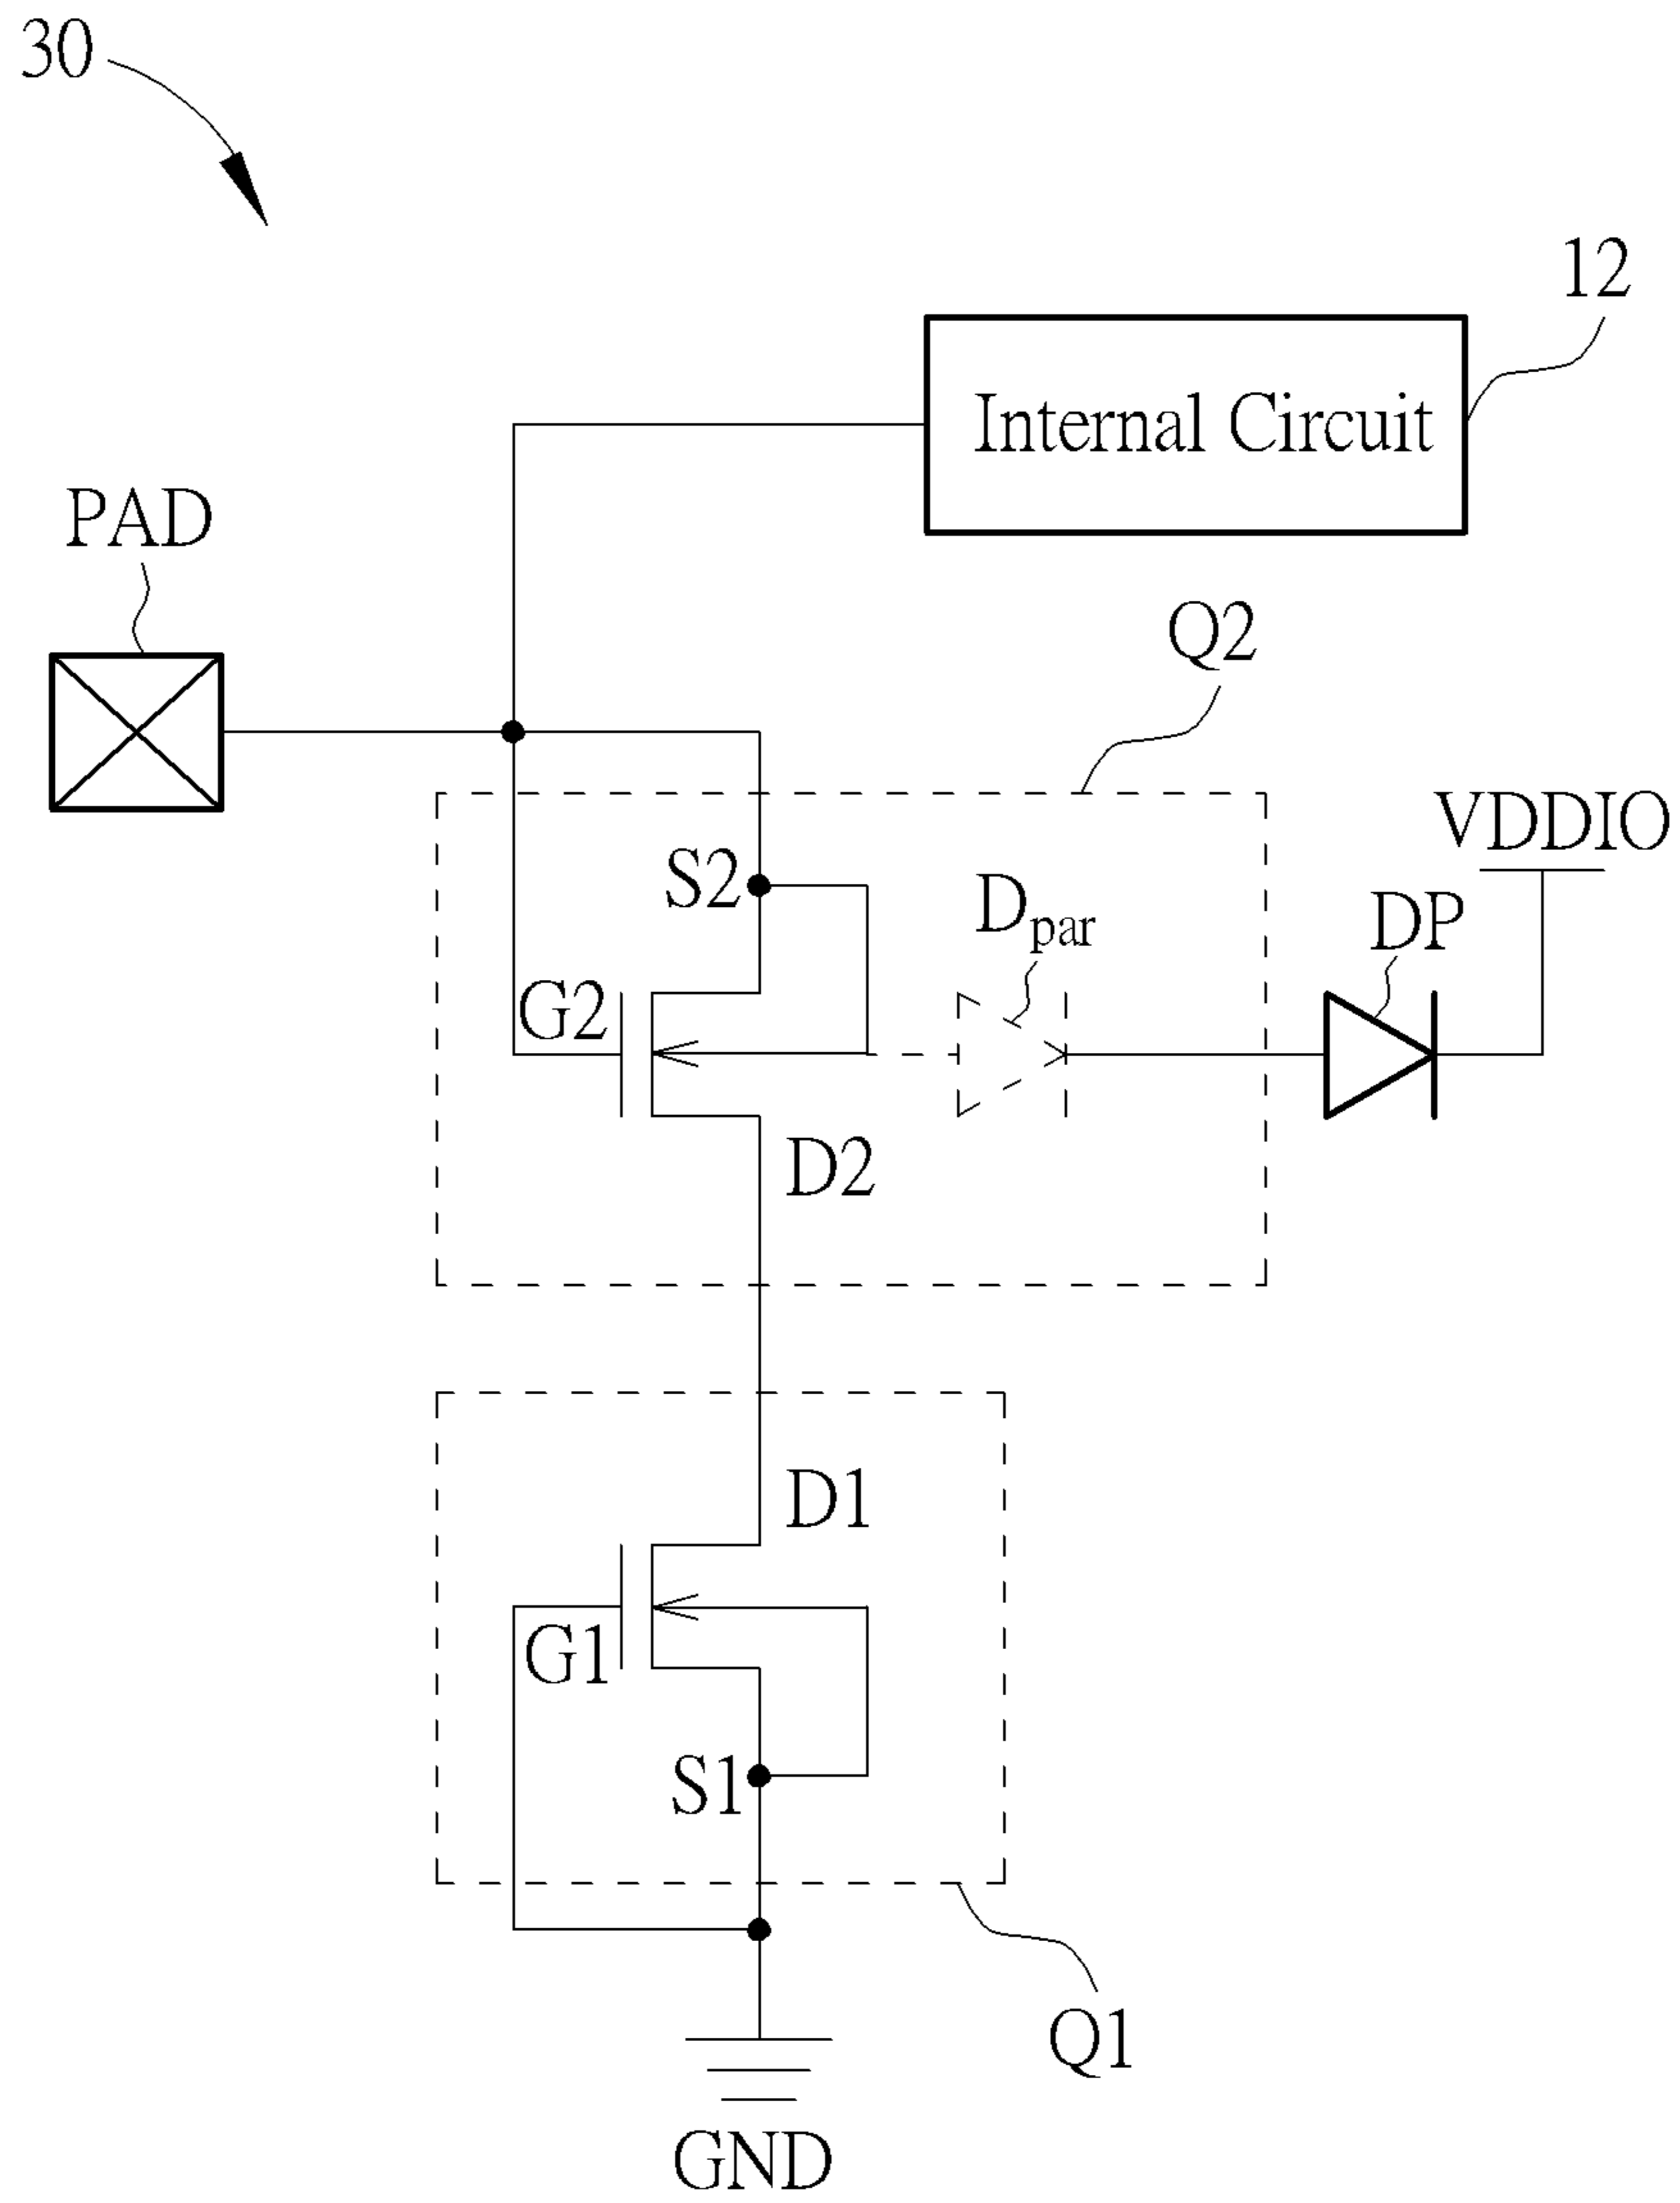 30
12
Internal Circuit
PAD
Q2
VDDIO
S2
Dpar
DP
G2
D2
D1
G1
S1
Q1
GND